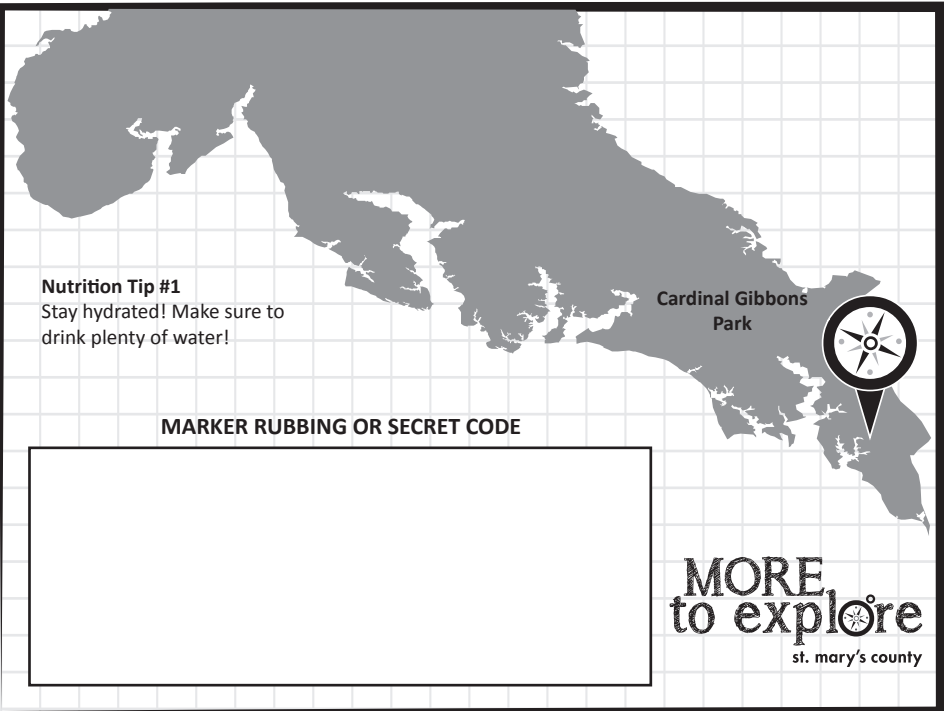 Cardinal Gibbons
Park
Nutrition Tip #1
Stay hydrated! Make sure to
drink plenty of water!
MARKER RUBBING OR SECRET CODE
MORE
to explore
st. mary's county